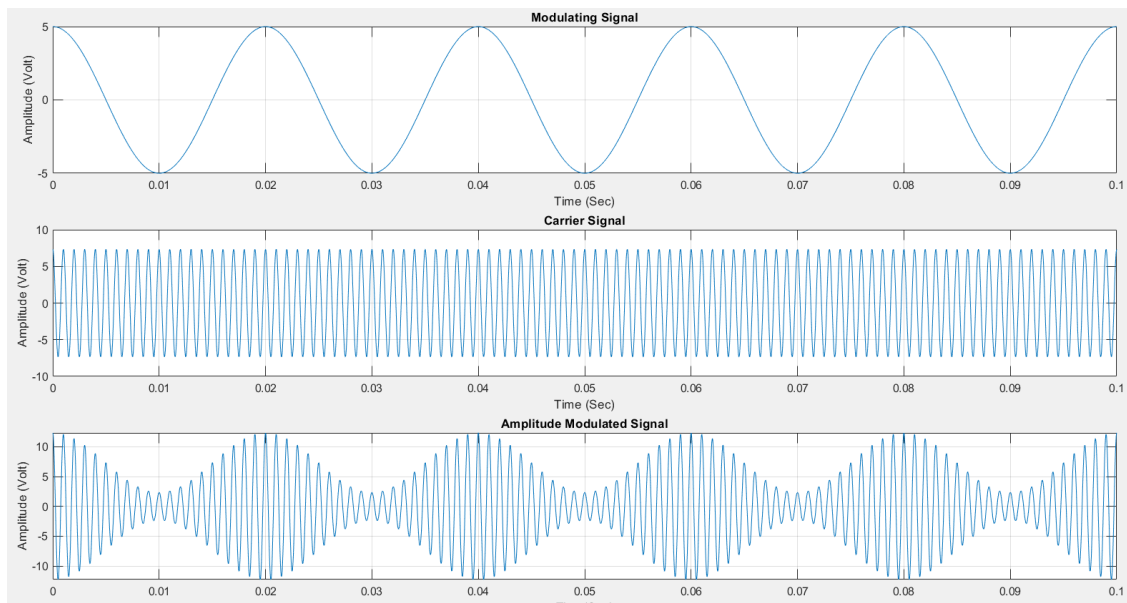 Modulating Signal
5
0
-5
Amplitude (Volt)
0 0.01 0.02 0.03 0.04 0.05 0.06 0.07 0.08 0.09 0.1
Time (Sec)
Carrier Signal
10
5
0
-5
-10
Amplitude (Volt)
0 0.01 0.02 0.03 0.04 0.05 0.06 0.07 0.08 0.09 0.1
Time (Sec)
Amplitude Modulated Signal
10
5
0
-5
-10
Amplitude (Volt)
0 0.01 0.02 0.03 0.04 0.05 0.06 0.07 0.08 0.09 0.1